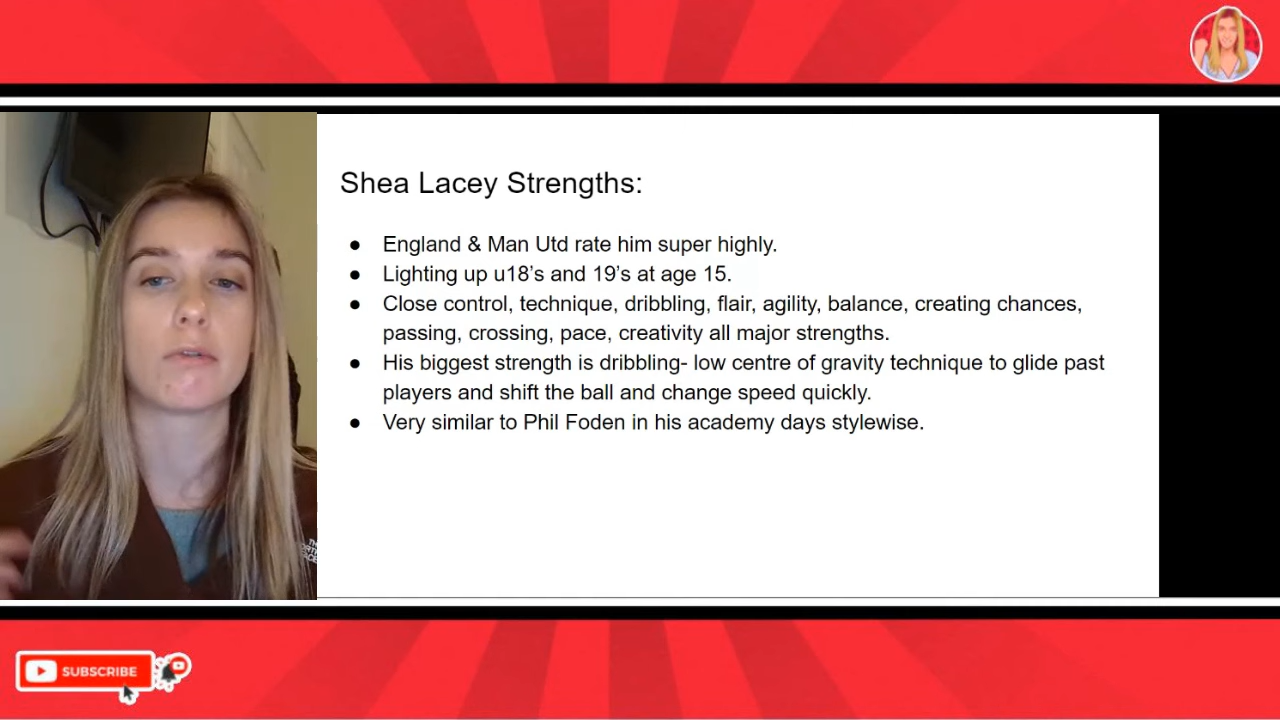 Shea Lacey Strengths:
● England & Man Utd rate him super highly.
● Lighting up u18’s and 19’s at age 15.
● Close control, technique, dribbling, flair, agility, balance, creating chances,
passing, crossing, pace, creativity all major strengths.
● His biggest strength is dribbling- low centre of gravity technique to glide past
players and shift the ball and change speed quickly.
● Very similar to Phil Foden in his academy days stylewise.
SUBSCRIBE